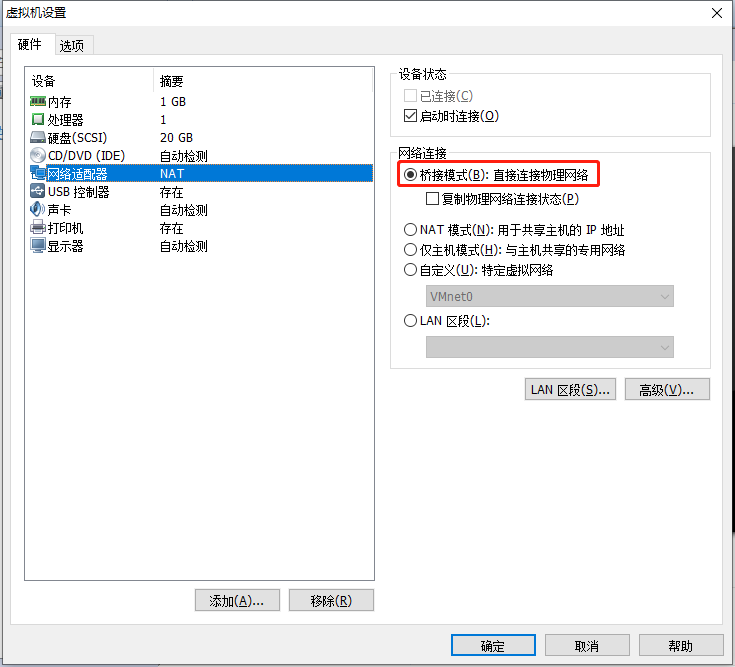 虚拟机设置
硬件 选项
设备 摘要
内存 1 GB
处理器 1
硬盘(SCSI) 20 GB
CD/DVD (IDE) 自动检测
网络适配器 NAT
USB 控制器 存在
声卡 自动检测
打印机 存在
显示器 自动检测
添加(A)... 移除(R)
设备状态
已连接(C)
启动时连接(O)
网络连接
桥接模式(B): 直接连接物理网络
复制物理网络连接状态(P)
NAT 模式(N): 用于共享主机的 IP 地址
仅主机模式(H): 与主机共享的专用网络
自定义(U): 特定虚拟网络
VMnet0
LAN 区段(L):
LAN 区段(S)... 高级(V)...
确定 取消 帮助